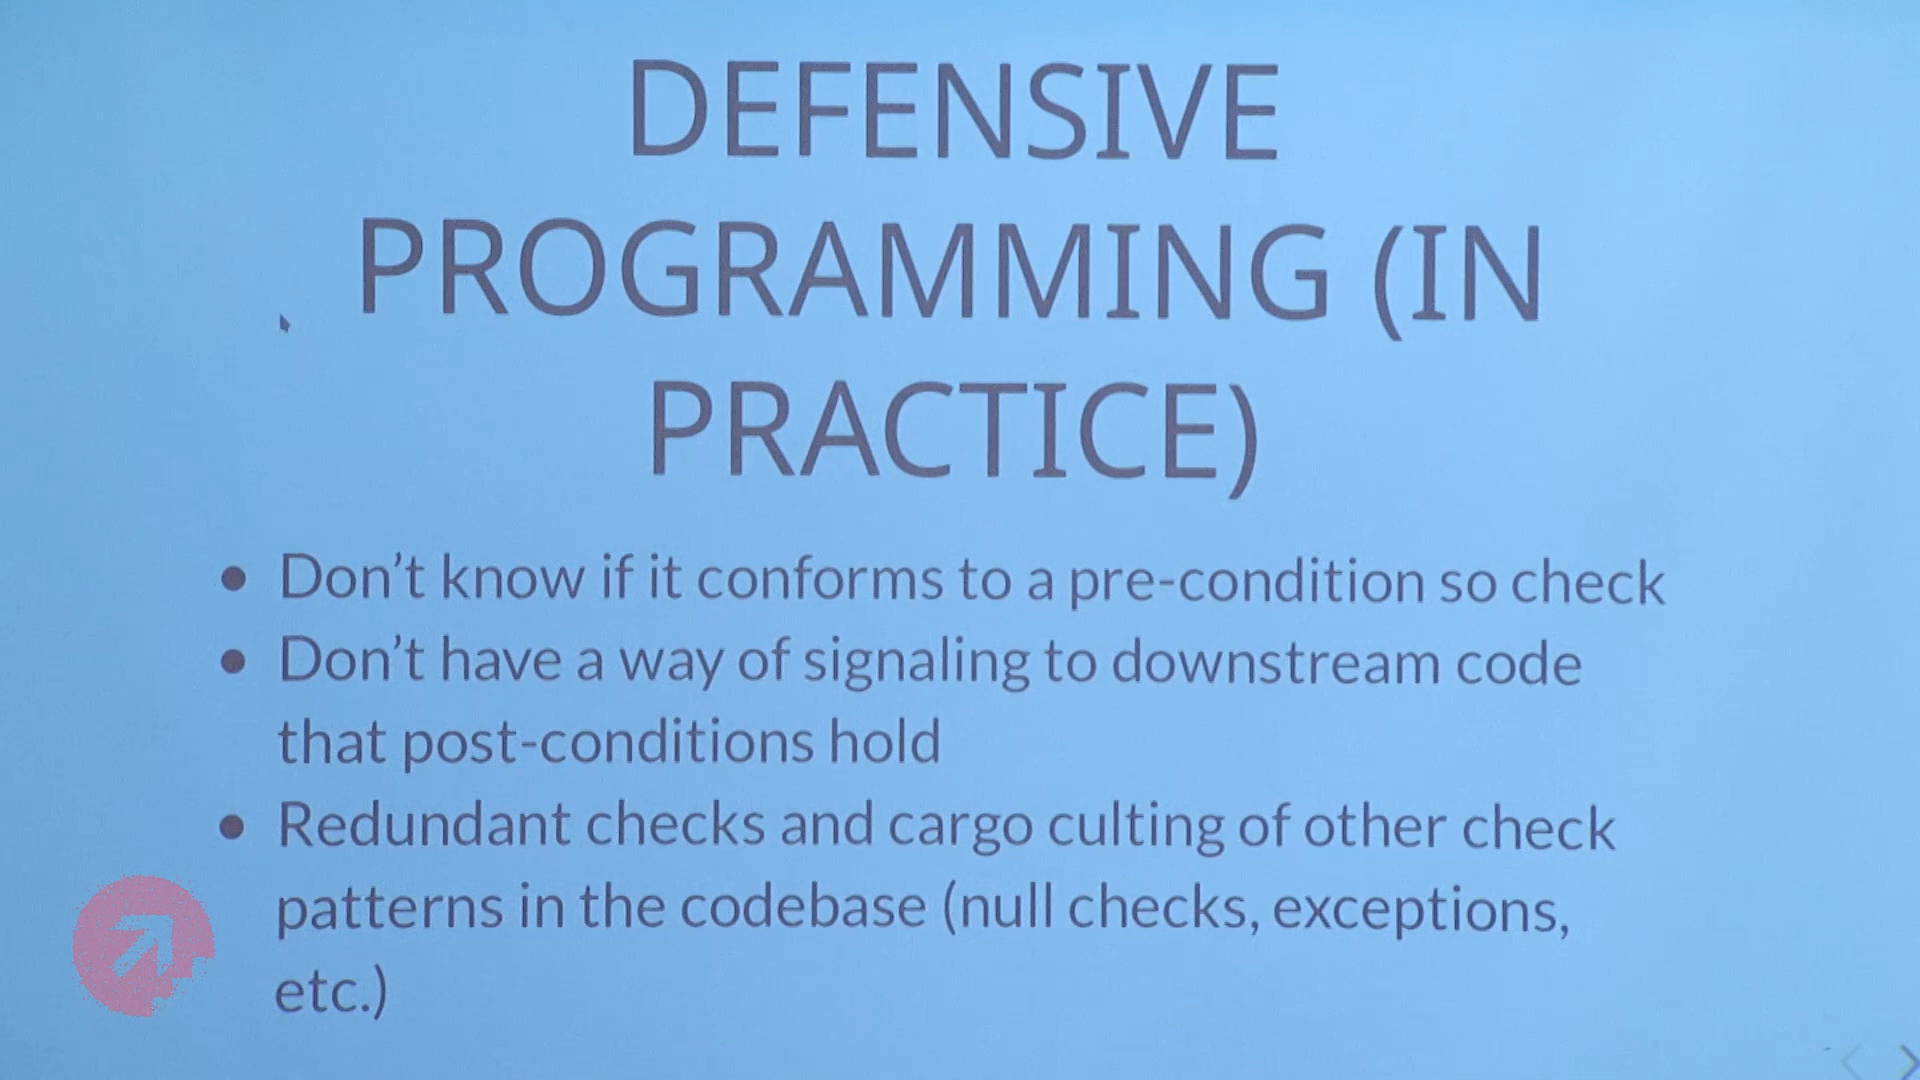 DEFENSIVE
PROGRAMMING (IN
PRACTICE)
• Don’t know if it conforms to a pre-condition so check
• Don’t have a way of signaling to downstream code
that post-conditions hold
• Redundant checks and cargo culting of other check
patterns in the codebase (null checks, exceptions,
etc.)